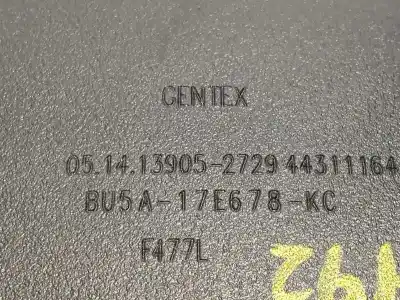 GENTEX
05.14.13905-2729 44311164
BU5A-17E678-KC
F477L